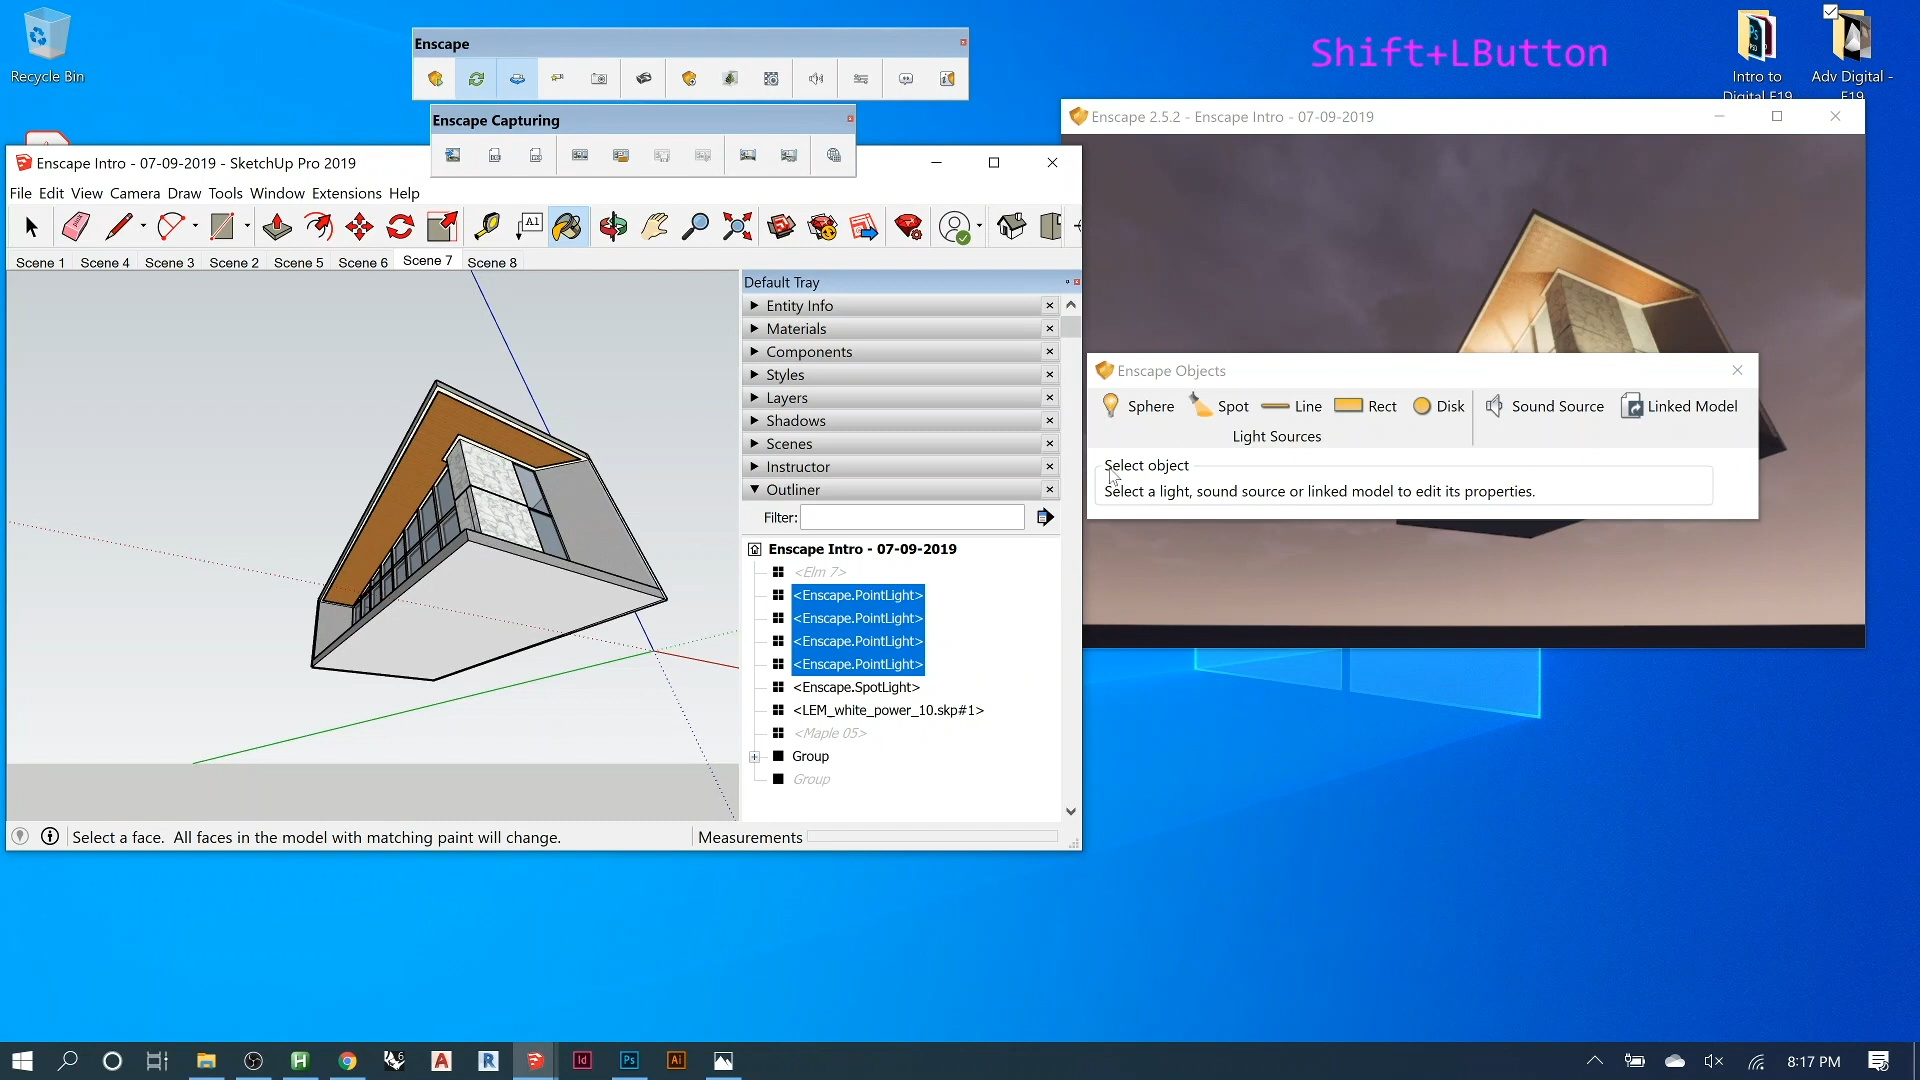 Recycle Bin
Enscape
Shift+LButton
Intro to
Digital F19
Adv Digital -
F19
Enscape Capturing
Enscape 2.5.2 - Enscape Intro - 07-09-2019
Enscape Intro - 07-09-2019 - SketchUp Pro 2019
File Edit View Camera Draw Tools Window Extensions Help
A1
Scene 1 Scene 4 Scene 3 Scene 2 Scene 5 Scene 6 Scene 7 Scene 8
Default Tray
Entity Info
Materials
Components
Styles
Layers
Shadows
Scenes
Instructor
Outliner
Filter:
Enscape Intro - 07-09-2019
<Elm 7>
<Enscape.PointLight>
<Enscape.PointLight>
<Enscape.PointLight>
<Enscape.PointLight>
<Enscape.SpotLight>
<LEM_white_power_10.skp#1>
<Maple 05>
Group
Group
Enscape Objects
Sphere Spot Line Rect Disk Sound Source Linked Model
Light Sources
Select object
Select a light, sound source or linked model to edit its properties.
Select a face. All faces in the model with matching paint will change.
Measurements
8:17 PM